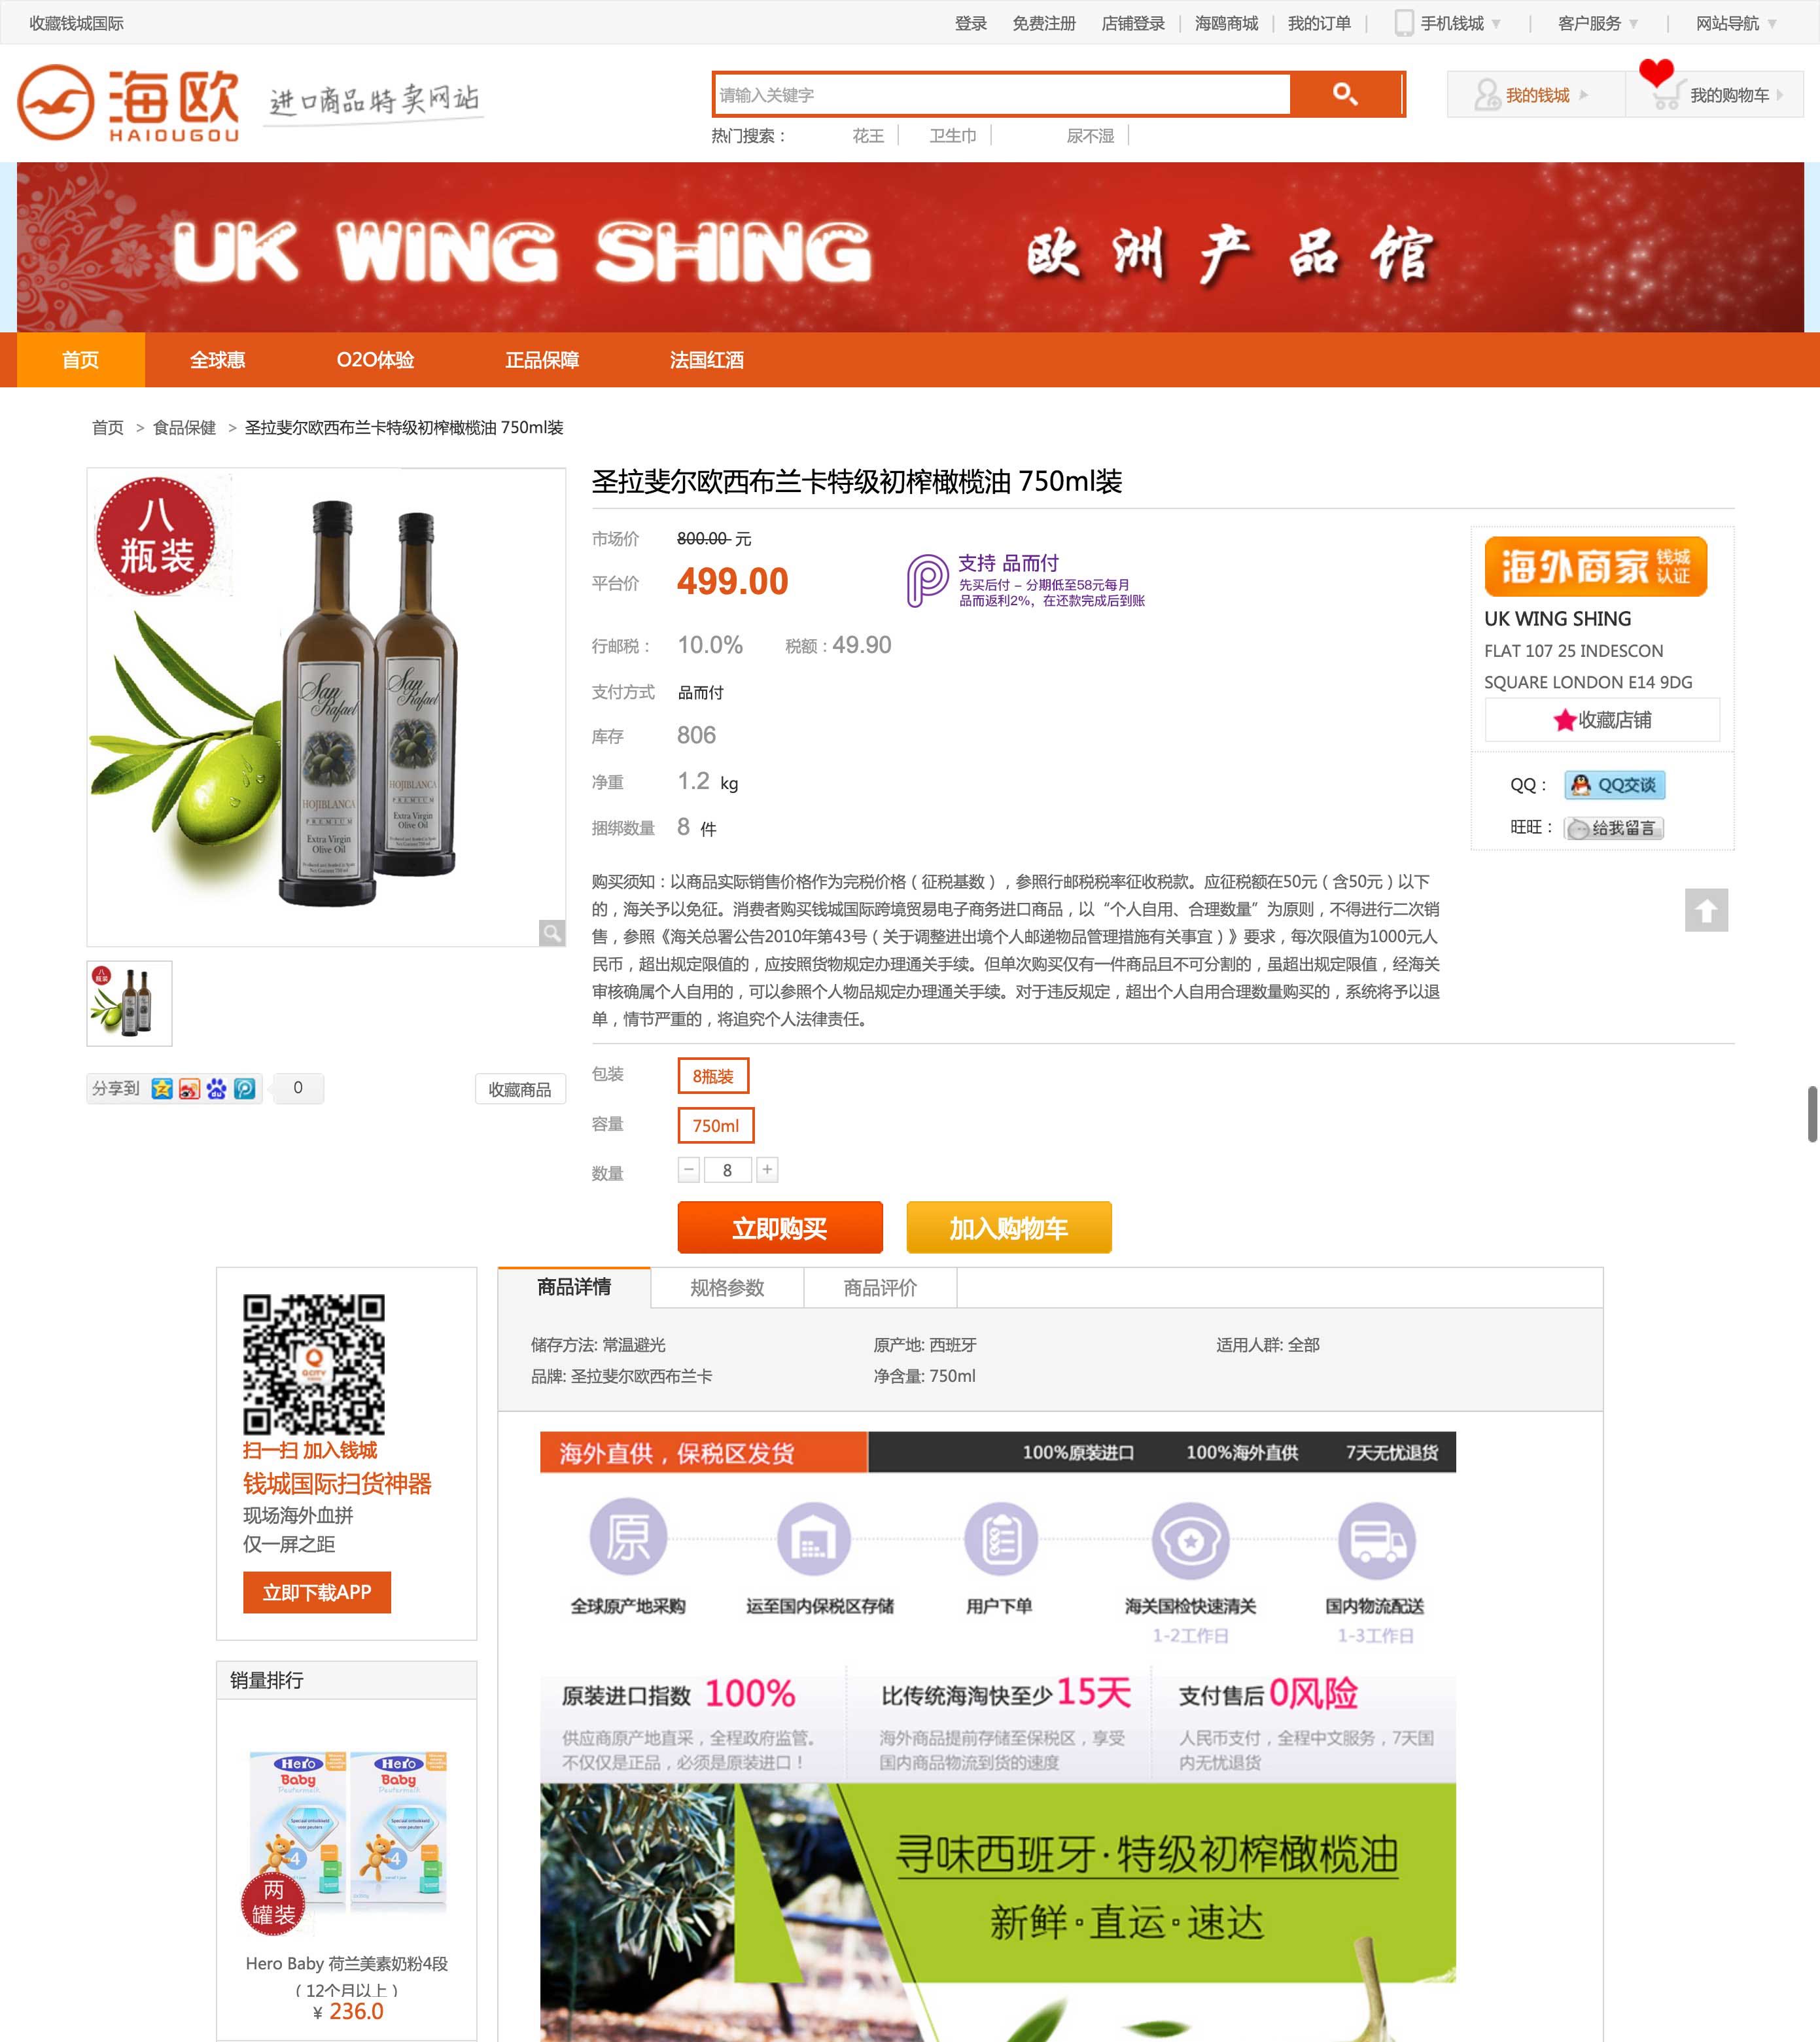 收藏钱城国际
登录 免费注册 店铺登录 | 海鸥商城 | 我的订单 | 手机钱城 ▼ | 客户服务 ▼ | 网站导航 ▼
海欧
HAIOUGOU
进口商品特卖网站
请输入关键字
我的钱城
我的购物车
热门搜索： 花王 | 卫生巾 | 尿不湿 |
UK WING SHING 欧洲产品馆
首页 全球惠 O2O体验 正品保障 法国红酒
首页 > 食品保健 > 圣拉斐尔欧西布兰卡特级初榨橄榄油 750ml装
八
瓶装
San Rafael
HOJIBLANCA
PREMIUM
Extra Virgin
Olive Oil
San Rafael
HOJIBLANCA
PREMIUM
Extra Virgin
Olive Oil
分享到 0
收藏商品
圣拉斐尔欧西布兰卡特级初榨橄榄油 750ml装
市场价 800.00 元
平台价 499.00
支持 品而付
先买后付 – 分期低至58元每月
品而返利2%，在还款完成后到账
行邮税： 10.0% 税额：49.90
支付方式 品而付
库存 806
净重 1.2 kg
捆绑数量 8 件
购买须知：以商品实际销售价格作为完税价格（征税基数），参照行邮税税率征收税款。应征税额在50元（含50元）以下
的，海关予以免征。消费者购买钱城国际跨境贸易电子商务进口商品，以“个人自用、合理数量”为原则，不得进行二次销
售，参照《海关总署公告2010年第43号（关于调整进出境个人邮递物品管理措施有关事宜）》要求，每次限值为1000元人
民币，超出规定限值的，应按照货物规定办理通关手续。但单次购买仅有一件商品且不可分割的，虽超出规定限值，经海关
审核确属个人自用的，可以参照个人物品规定办理通关手续。对于违反规定，超出个人自用合理数量购买的，系统将予以退
单，情节严重的，将追究个人法律责任。
包装 8瓶装
容量 750ml
数量 − 8 +
立即购买 加入购物车
海外商家 钱城认证
UK WING SHING
FLAT 107 25 INDESCON
SQUARE LONDON E14 9DG
收藏店铺
QQ： QQ交谈
旺旺： 给我留言
QCITY
扫一扫 加入钱城
钱城国际扫货神器
现场海外血拼
仅一屏之距
立即下载APP
销量排行
Hero Baby
Hero Baby
4
4
两
罐装
Hero Baby 荷兰美素奶粉4段
（12个月以上）
¥ 236.0
商品详情 规格参数 商品评价
储存方法: 常温避光 原产地: 西班牙 适用人群: 全部
品牌: 圣拉斐尔欧西布兰卡 净含量: 750ml
海外直供，保税区发货 100%原装进口 100%海外直供 7天无忧退货
原
全球原产地采购 运至国内保税区存储 用户下单 海关国检快速清关 国内物流配送
1-2工作日 1-3工作日
原装进口指数 100% 比传统海淘快至少15天 支付售后0风险
供应商原产地直采，全程政府监管。 海外商品提前存储至保税区，享受 人民币支付，全程中文服务，7天国
不仅仅是正品，必须是原装进口！ 国内商品物流到货的速度 内无忧退货
寻味西班牙·特级初榨橄榄油
新鲜·直运·速达